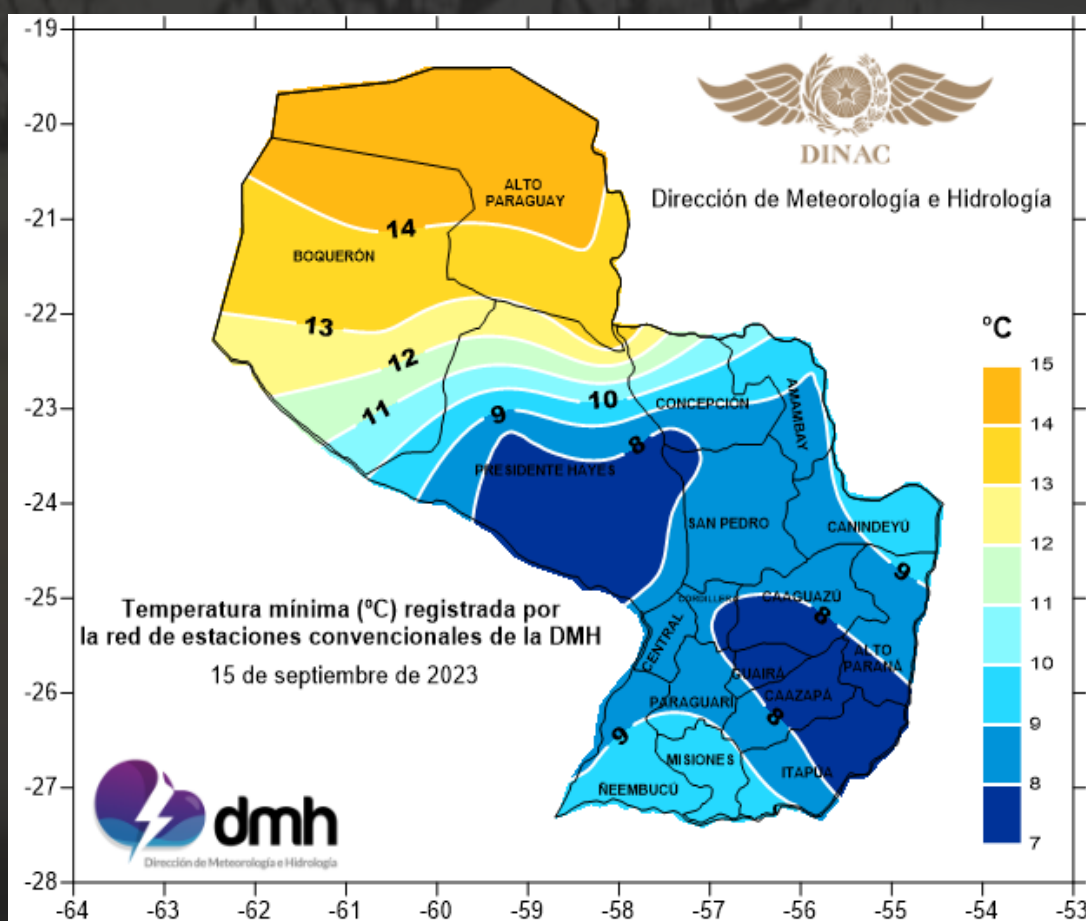 DINAC
Dirección de Meteorología e Hidrología
ALTO
PARAGUAY
BOQUERÓN
14
13
12
11
10
9
8
CONCEPCIÓN
AMAMBAY
PRESIDENTE HAYES
SAN PEDRO
CANINDEYÚ
9
CORDILLERA
CAAGUAZÚ
8
CENTRAL
ALTO
PARANÁ
GUAIRÁ
CAAZAPÁ
PARAGUARÍ
8
9
MISIONES
ITAPÚA
ÑEEMBUCÚ
Temperatura mínima (ºC) registrada por
la red de estaciones convencionales de la DMH
15 de septiembre de 2023
dmh
Dirección de Meteorología e Hidrología
ºC
15
14
13
12
11
10
9
8
7
-19
-20
-21
-22
-23
-24
-25
-26
-27
-28
-64
-63
-62
-61
-60
-59
-58
-57
-56
-55
-54
-53